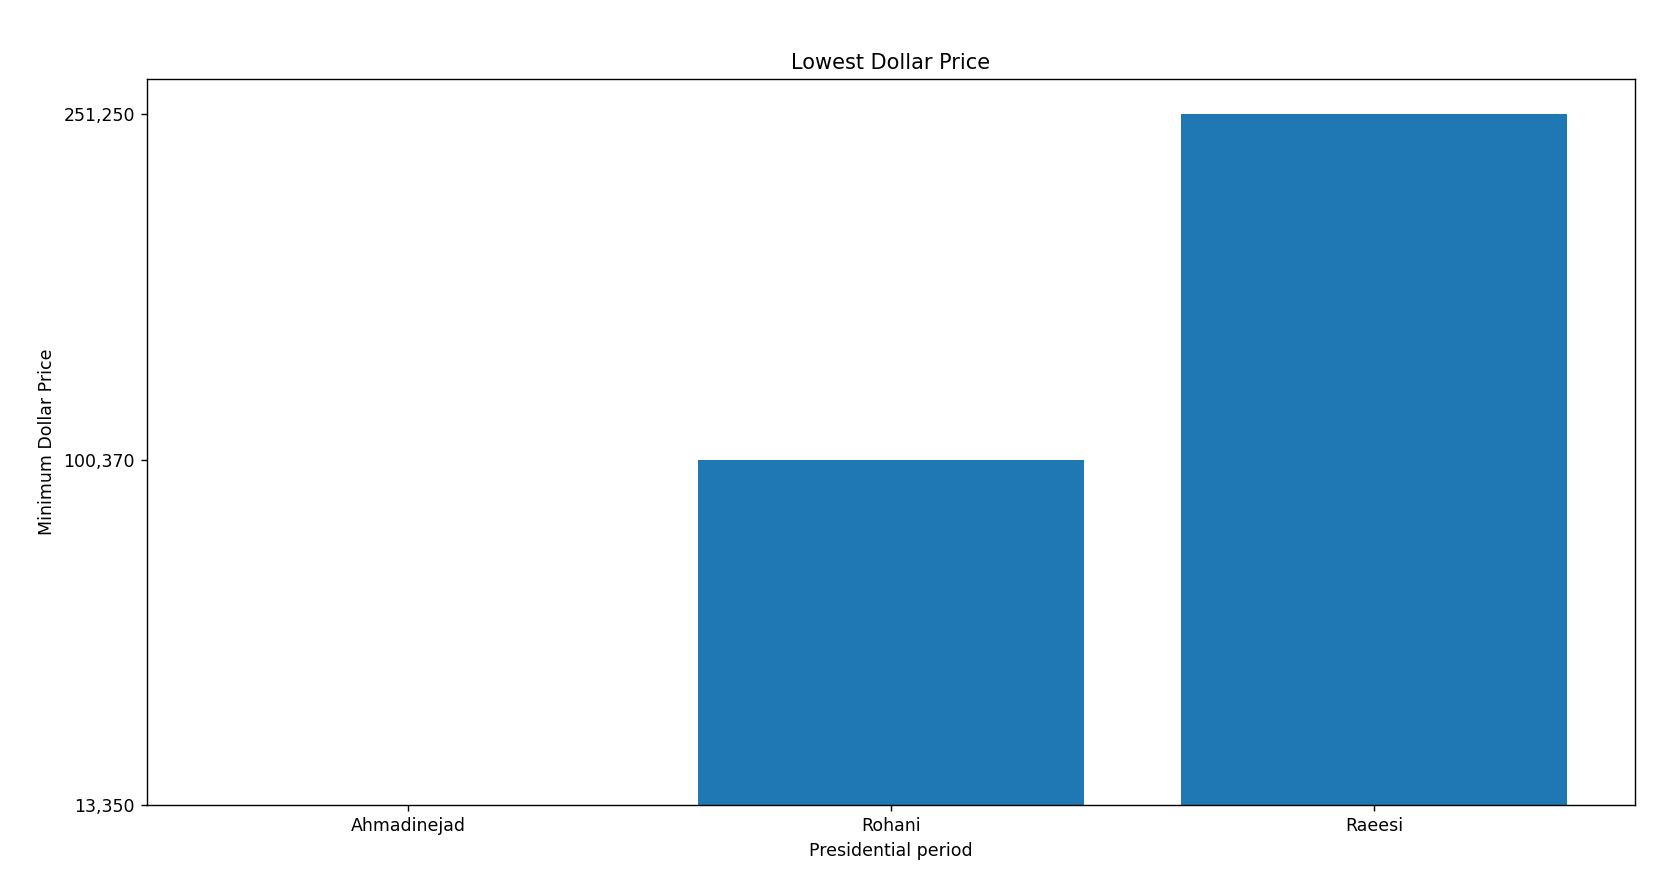 Lowest Dollar Price
251,250
100,370
13,350
Minimum Dollar Price
Ahmadinejad
Rohani
Raeesi
Presidential period